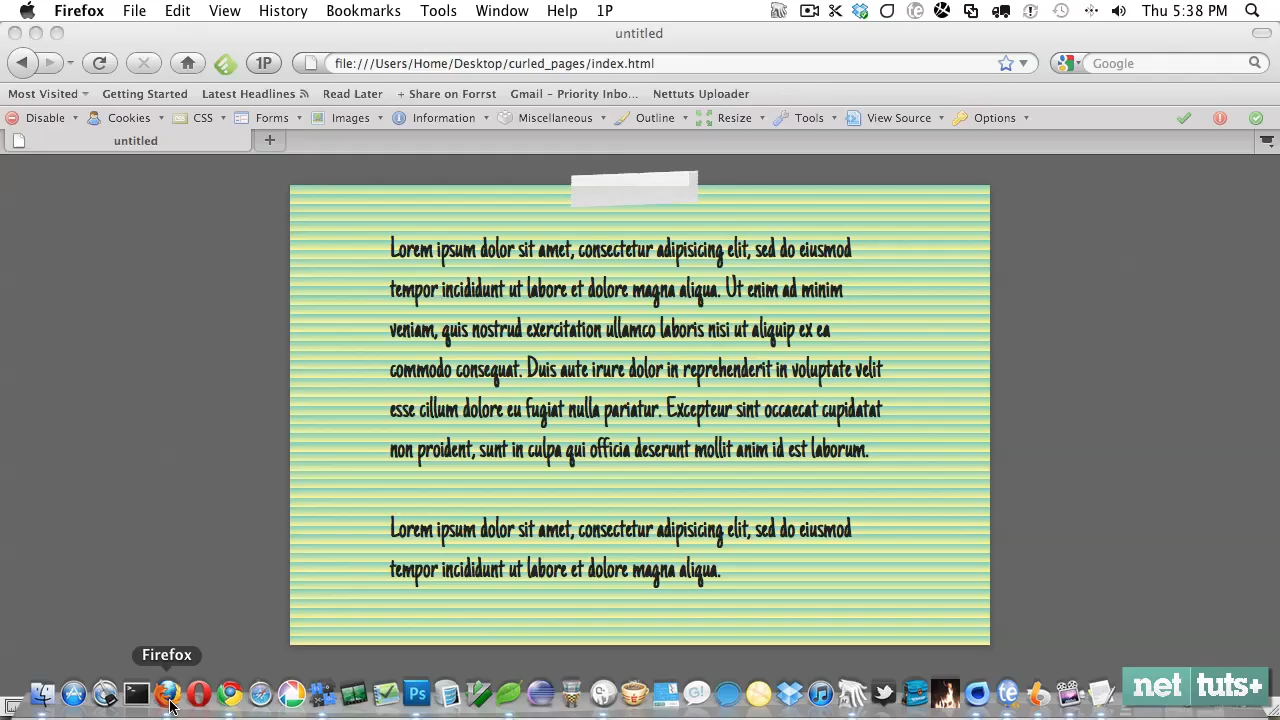 Firefox File Edit View History Bookmarks Tools Window Help 1P Thu 5:38 PM
untitled
1P file:///Users/Home/Desktop/curled_pages/index.html Google
Most Visited Getting Started Latest Headlines Read Later + Share on Forrst Gmail - Priority Inbo... Nettuts Uploader
Disable Cookies CSS Forms Images Information Miscellaneous Outline Resize Tools View Source Options
untitled
Lorem ipsum dolor sit amet, consectetur adipisicing elit, sed do eiusmod
tempor incididunt ut labore et dolore magna aliqua. Ut enim ad minim
veniam, quis nostrud exercitation ullamco laboris nisi ut aliquip ex ea
commodo consequat. Duis aute irure dolor in reprehenderit in voluptate velit
esse cillum dolore eu fugiat nulla pariatur. Excepteur sint occaecat cupidatat
non proident, sunt in culpa qui officia deserunt mollit anim id est laborum.
Lorem ipsum dolor sit amet, consectetur adipisicing elit, sed do eiusmod
tempor incididunt ut labore et dolore magna aliqua.
Firefox
Ps
net tuts+